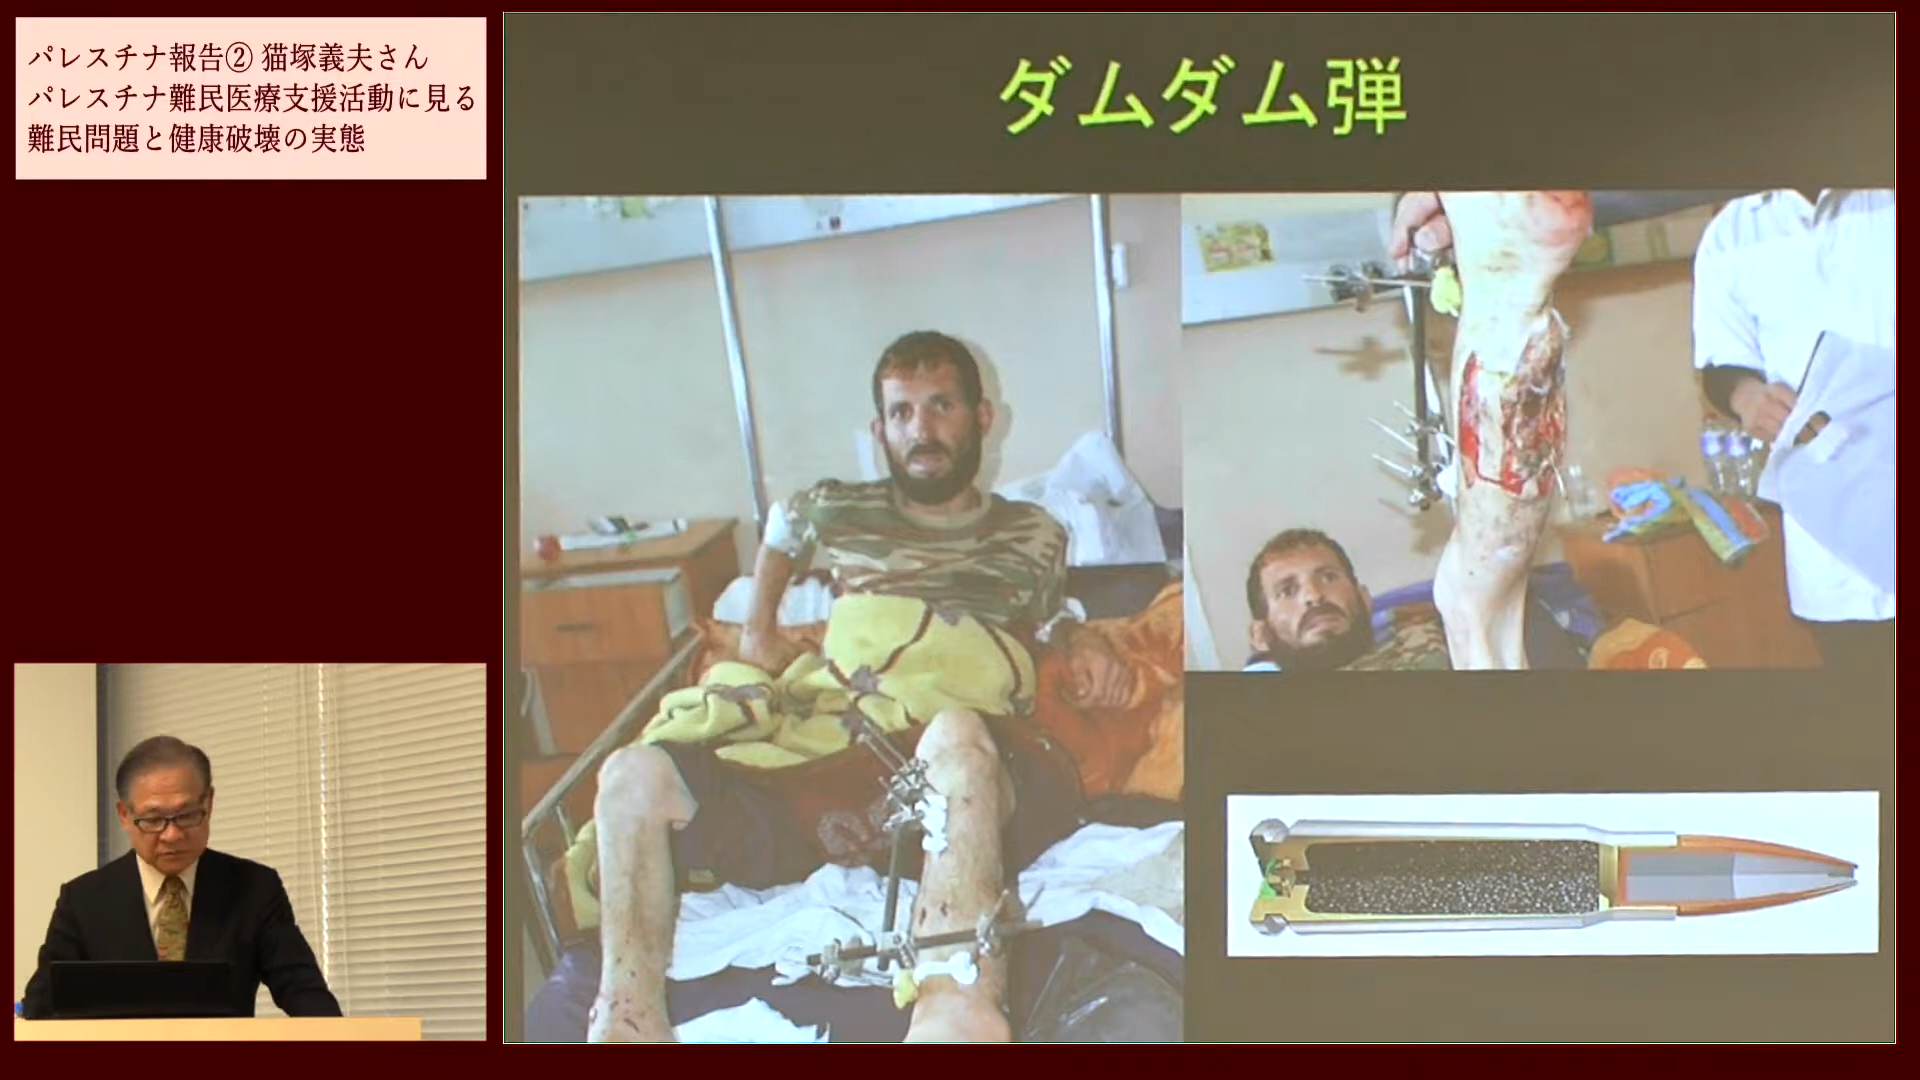 パレスチナ報告② 猫塚義夫さん
パレスチナ難民医療支援活動に見る
難民問題と健康破壊の実態
ダムダム弾